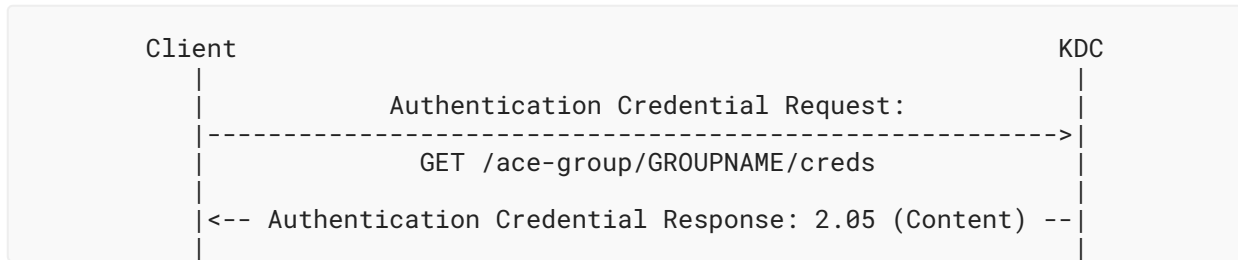 Client KDC
Authentication Credential Request:
------------------------------------------------------->
GET /ace-group/GROUPNAME/creds
<-- Authentication Credential Response: 2.05 (Content) --